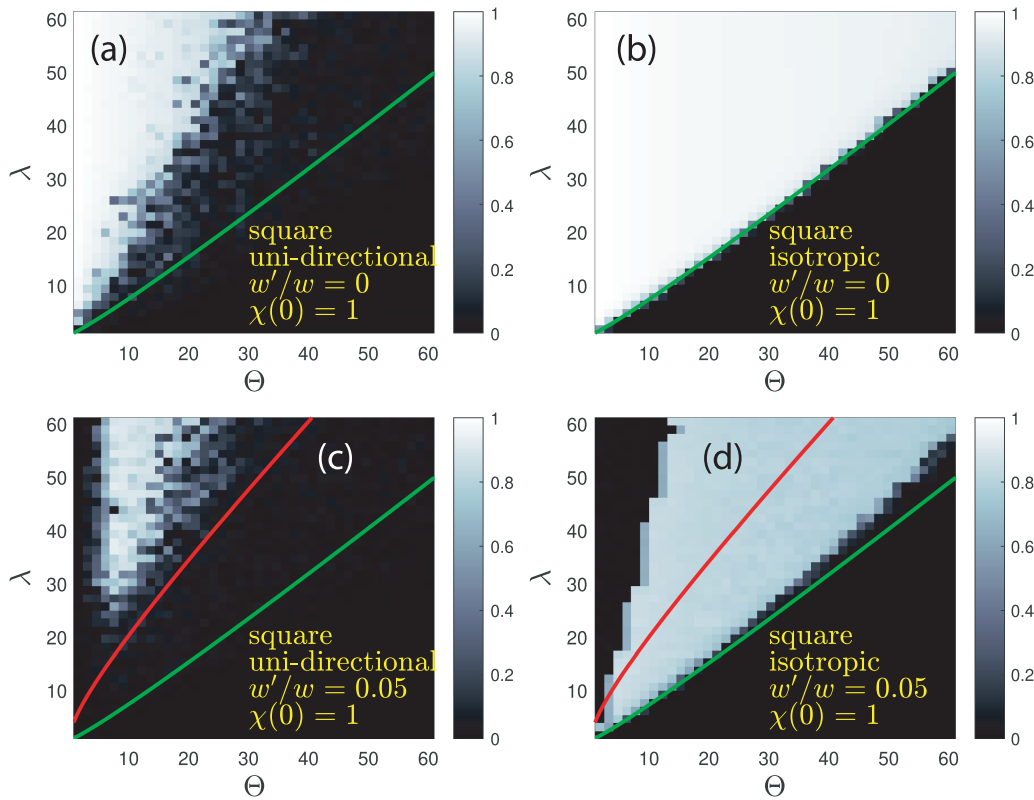 (a)
60
50
40
30
20
10
λ
10 20 30 40 50 60
Θ
square
uni-directional
w′/w = 0
χ(0) = 1
1
0.8
0.6
0.4
0.2
0
(b)
60
50
40
30
20
10
λ
10 20 30 40 50 60
Θ
square
isotropic
w′/w = 0
χ(0) = 1
1
0.8
0.6
0.4
0.2
0
(c)
60
50
40
30
20
10
λ
10 20 30 40 50 60
Θ
square
uni-directional
w′/w = 0.05
χ(0) = 1
1
0.8
0.6
0.4
0.2
0
(d)
60
50
40
30
20
10
λ
10 20 30 40 50 60
Θ
square
isotropic
w′/w = 0.05
χ(0) = 1
1
0.8
0.6
0.4
0.2
0